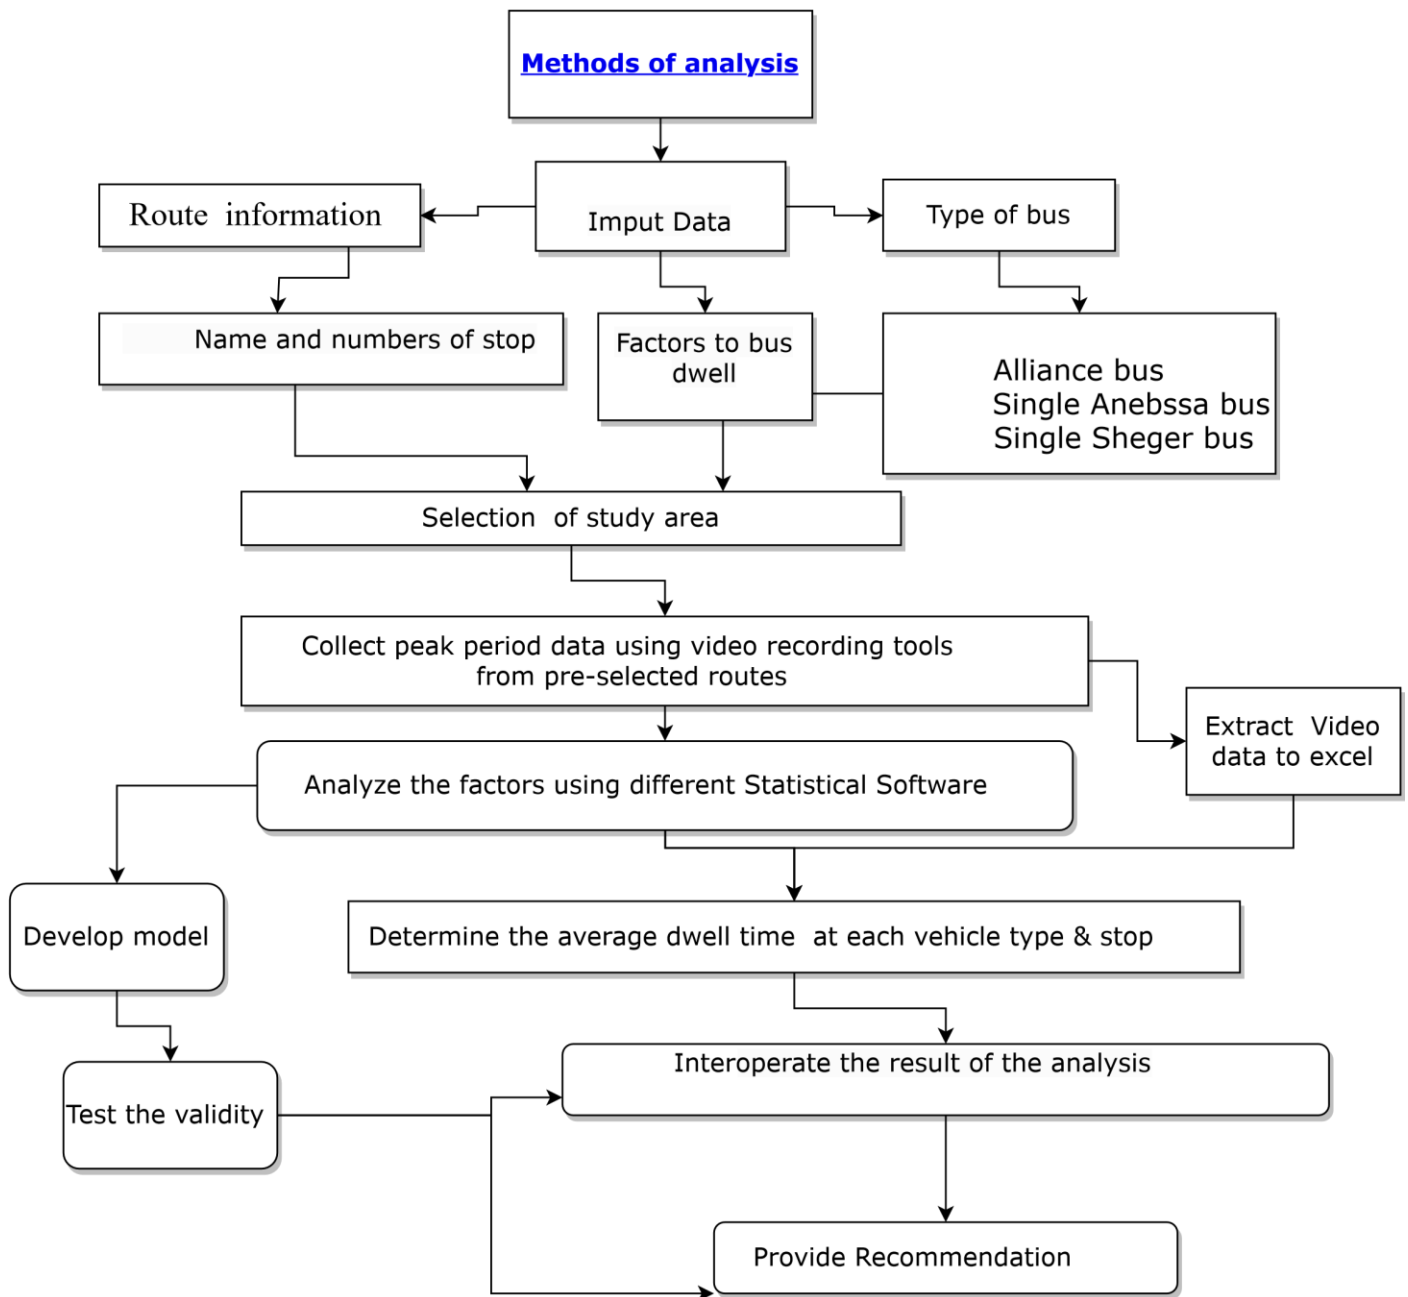 Methods of analysis
Route information
Imput Data
Type of bus
Name and numbers of stop
Factors to bus
dwell
Alliance bus
Single Anebssa bus
Single Sheger bus
Selection of study area
Collect peak period data using video recording tools
from pre-selected routes
Extract Video
data to excel
Analyze the factors using different Statistical Software
Develop model
Determine the average dwell time at each vehicle type & stop
Interoperate the result of the analysis
Test the validity
Provide Recommendation